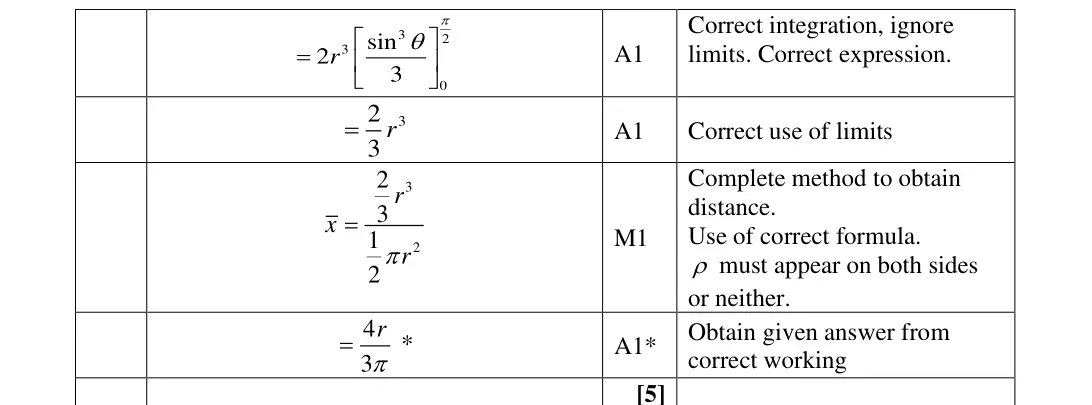 = 2r³ [sin³ θ / 3]₀^(π/2)
A1
Correct integration, ignore
limits. Correct expression.
= 2/3 r³
A1
Correct use of limits
x̄ = (2/3 r³) / (1/2 πr²)
M1
Complete method to obtain
distance.
Use of correct formula.
ρ must appear on both sides
or neither.
= 4r / 3π *
A1*
Obtain given answer from
correct working
[5]